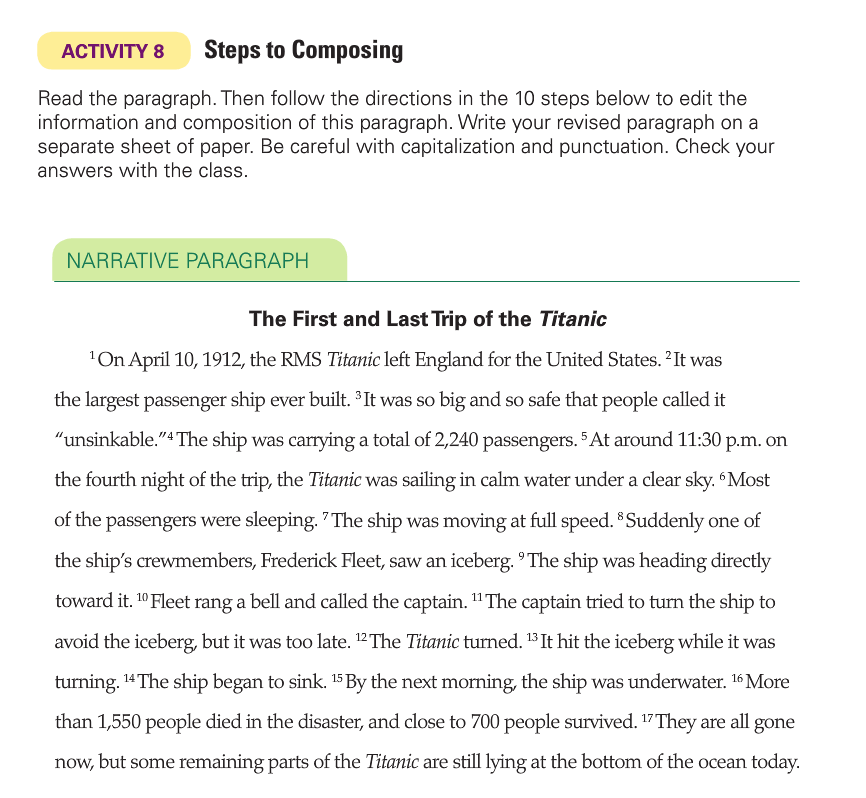 ACTIVITY 8 Steps to Composing
Read the paragraph. Then follow the directions in the 10 steps below to edit the
information and composition of this paragraph. Write your revised paragraph on a
separate sheet of paper. Be careful with capitalization and punctuation. Check your
answers with the class.
NARRATIVE PARAGRAPH
The First and Last Trip of the Titanic
1 On April 10, 1912, the RMS Titanic left England for the United States. 2 It was
the largest passenger ship ever built. 3 It was so big and so safe that people called it
“unsinkable.” 4 The ship was carrying a total of 2,240 passengers. 5 At around 11:30 p.m. on
the fourth night of the trip, the Titanic was sailing in calm water under a clear sky. 6 Most
of the passengers were sleeping. 7 The ship was moving at full speed. 8 Suddenly one of
the ship’s crewmembers, Frederick Fleet, saw an iceberg. 9 The ship was heading directly
toward it. 10 Fleet rang a bell and called the captain. 11 The captain tried to turn the ship to
avoid the iceberg, but it was too late. 12 The Titanic turned. 13 It hit the iceberg while it was
turning. 14 The ship began to sink. 15 By the next morning, the ship was underwater. 16 More
than 1,550 people died in the disaster, and close to 700 people survived. 17 They are all gone
now, but some remaining parts of the Titanic are still lying at the bottom of the ocean today.